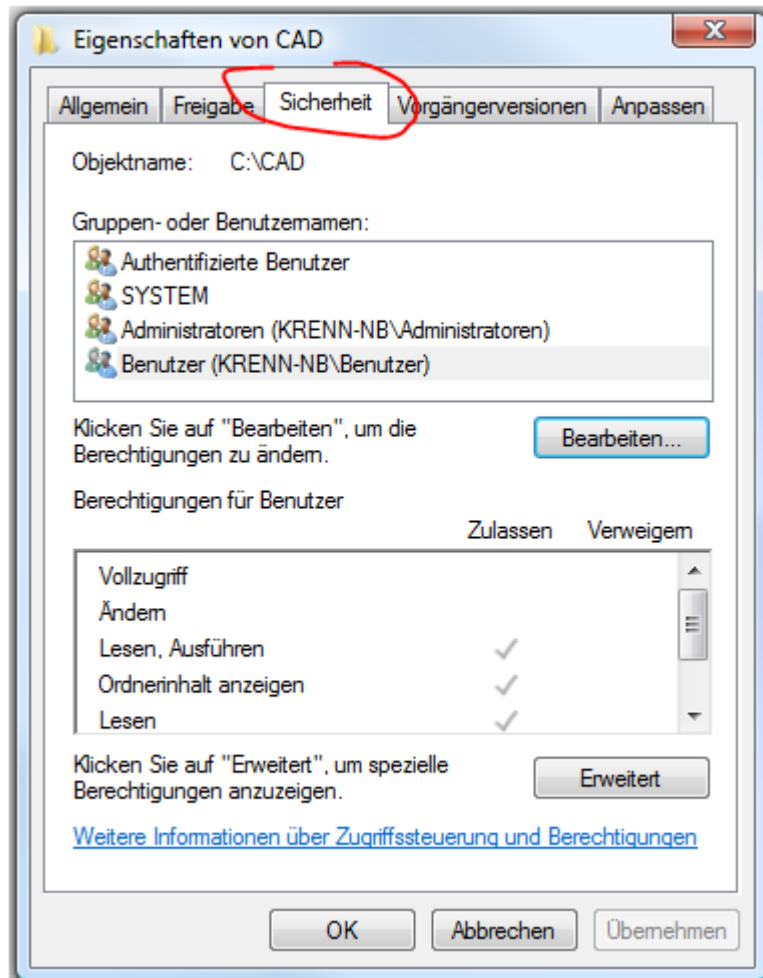 Eigenschaften von CAD
Allgemein Freigabe Sicherheit Vorgängerversionen Anpassen
Objektname: C:\CAD
Gruppen- oder Benutzernamen:
Authentifizierte Benutzer
SYSTEM
Administratoren (KRENN-NB\Administratoren)
Benutzer (KRENN-NB\Benutzer)
Klicken Sie auf "Bearbeiten", um die
Berechtigungen zu ändern.
Bearbeiten...
Berechtigungen für Benutzer
Zulassen Verweigern
Vollzugriff
Ändern
Lesen, Ausführen
Ordnerinhalt anzeigen
Lesen
Klicken Sie auf "Erweitert", um spezielle
Berechtigungen anzuzeigen.
Erweitert
Weitere Informationen über Zugriffssteuerung und Berechtigungen
OK Abbrechen Übernehmen